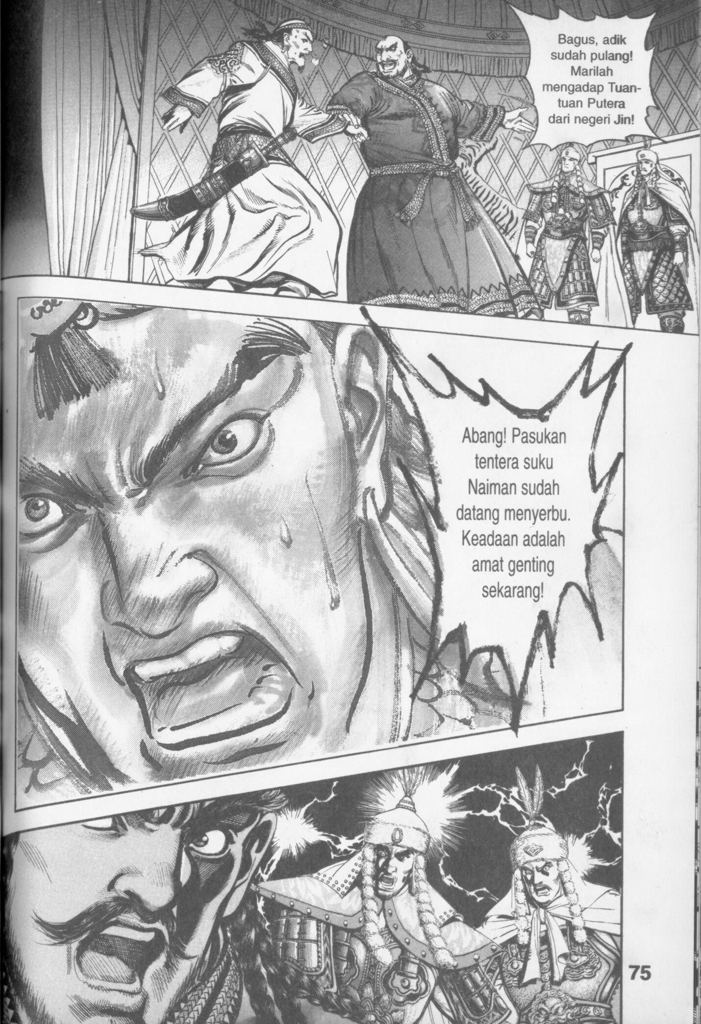 Bagus, adik
sudah pulang!
Marilah
mengadap Tuan-
tuan Putera
dari negeri Jin!
Abang! Pasukan
tentera suku
Naiman sudah
datang menyerbu.
Keadaan adalah
amat genting
sekarang!
75